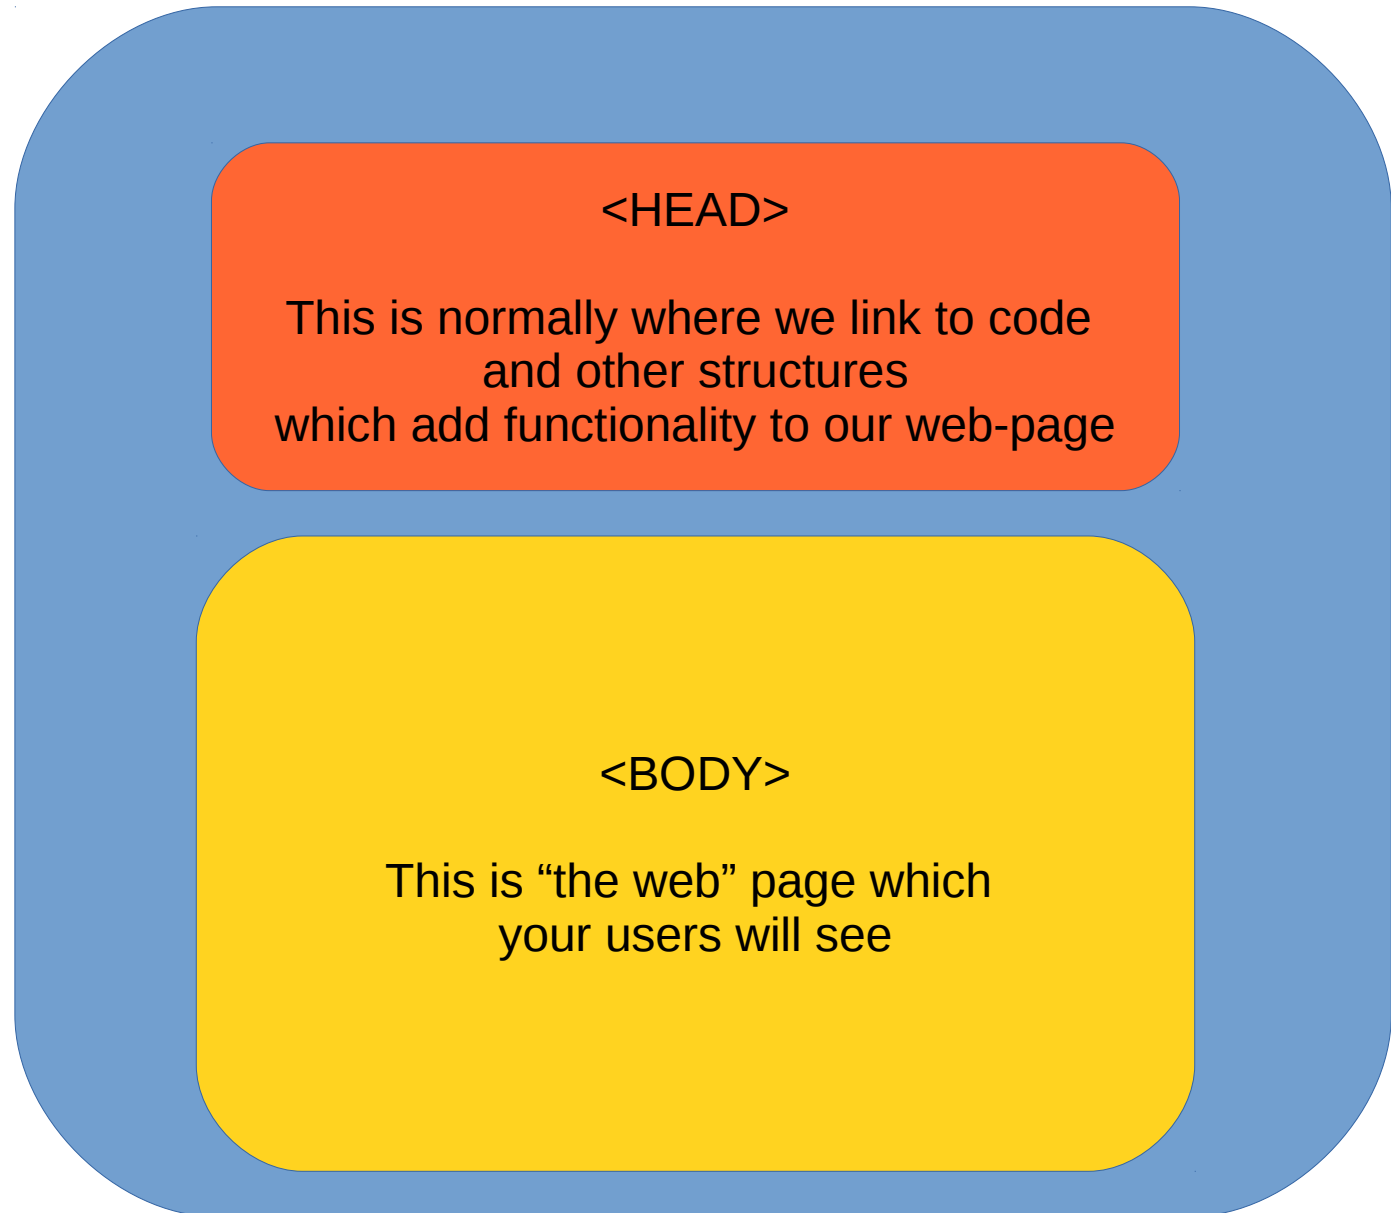 <HEAD>
This is normally where we link to code
and other structures
which add functionality to our web-page
<BODY>
This is “the web” page which
your users will see